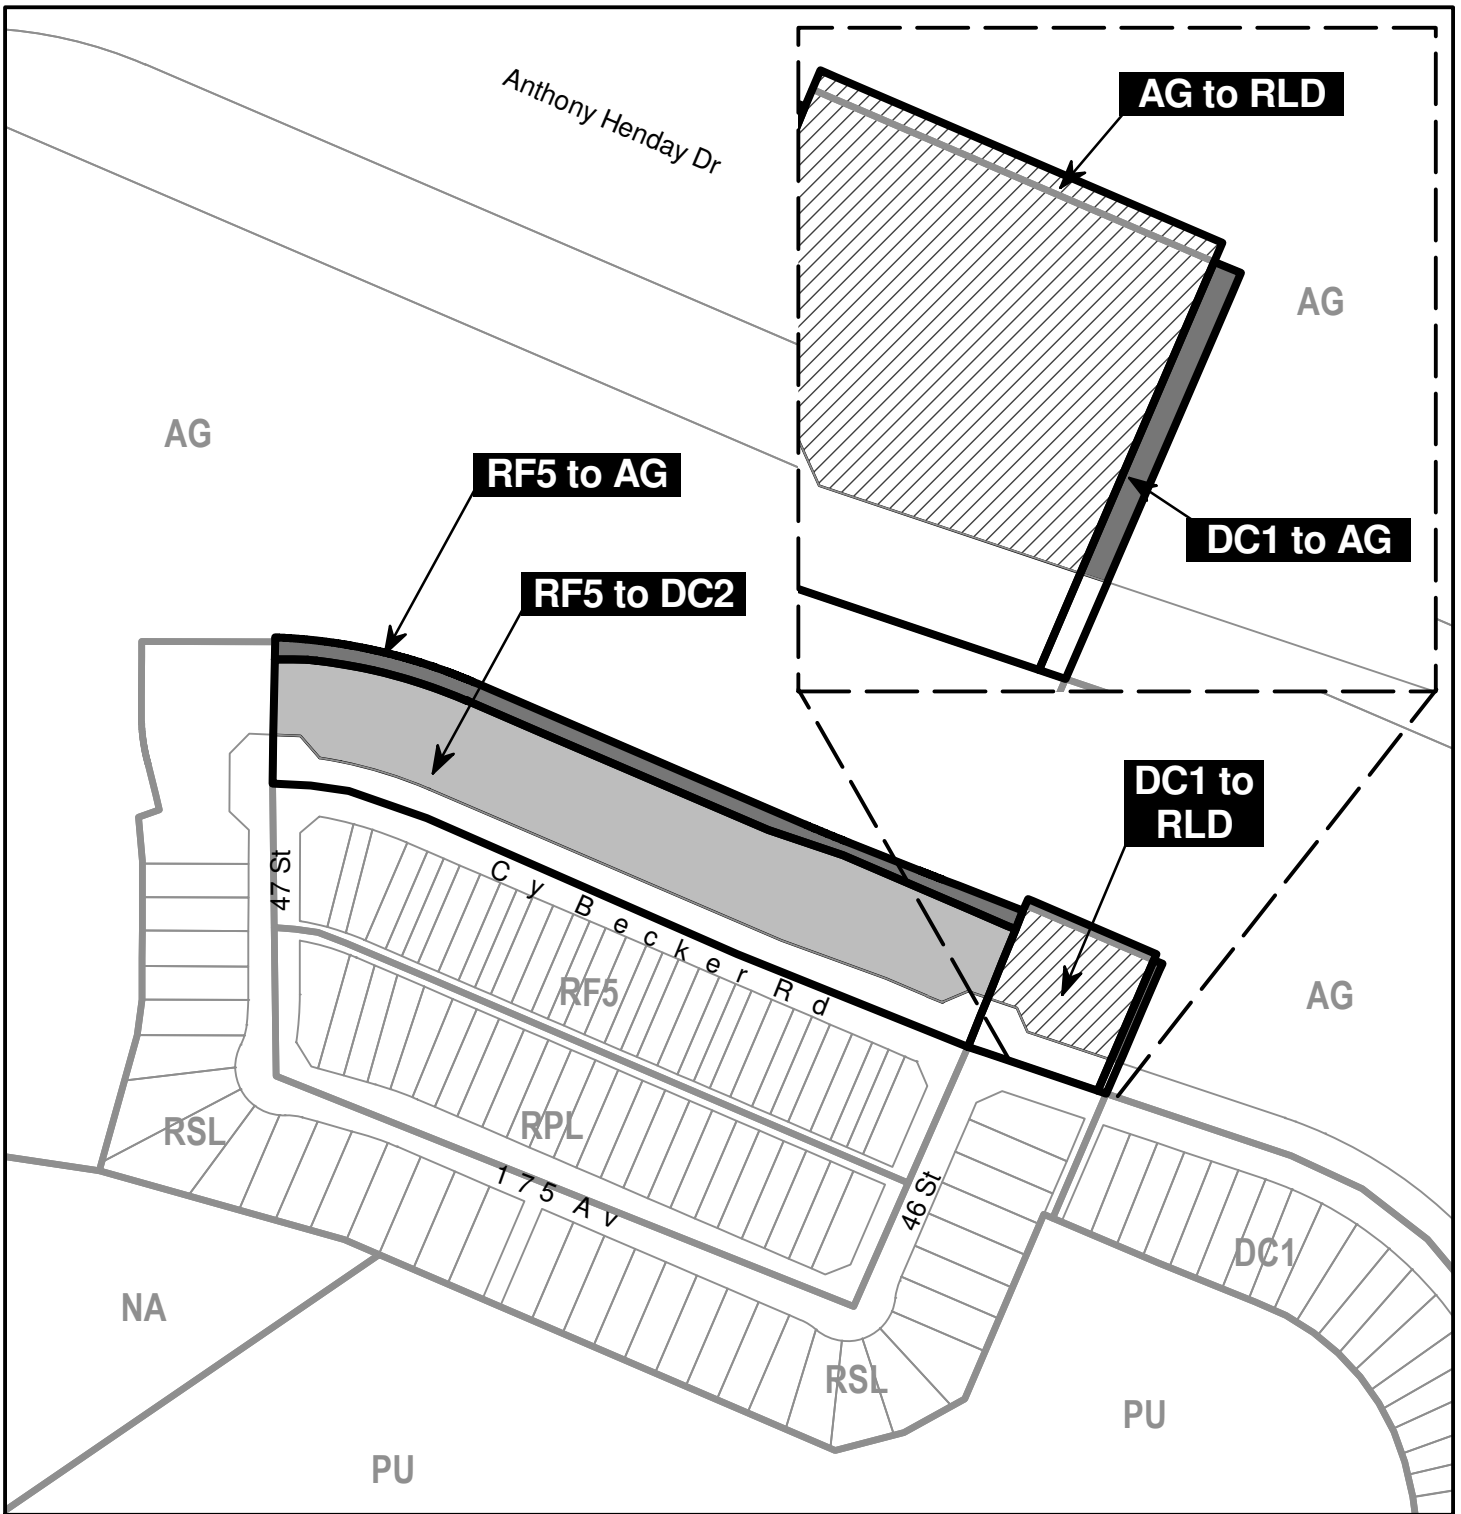 Anthony Henday Dr
AG to RLD
AG
DC1 to AG
AG
RF5 to AG
RF5 to DC2
DC1 to
RLD
47 St
Cy Becker Rd
RF5
AG
RPL
RSL
175 Av
46 St
DC1
NA
RSL
PU
PU